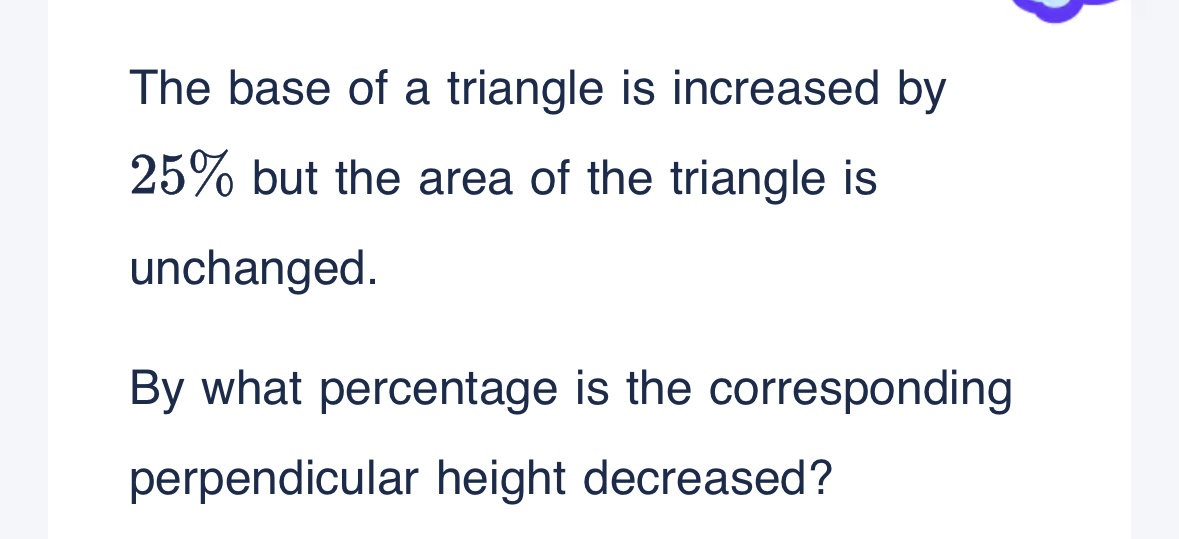 The base of a triangle is increased by
25% but the area of the triangle is
unchanged.
By what percentage is the corresponding
perpendicular height decreased?